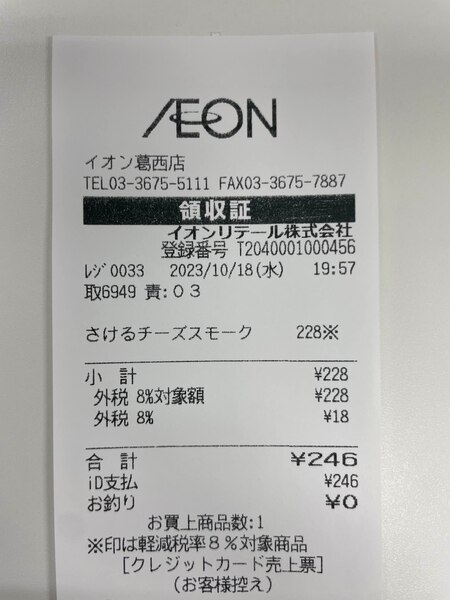 ÆON
イオン葛西店
TEL03-3675-5111 FAX03-3675-7887
領収証
イオンリテール株式会社
登録番号 T2040001000456
ﾚｼﾞ0033 2023/10/18(水) 19:57
取6949 責:03
さけるチーズスモーク 228※
小 計 ¥228
外税 8%対象額 ¥228
外税 8% ¥18
合 計 ¥246
iD支払 ¥246
お釣り ¥0
お買上商品数:1
※印は軽減税率8%対象商品
[クレジットカード売上票]
(お客様控え)